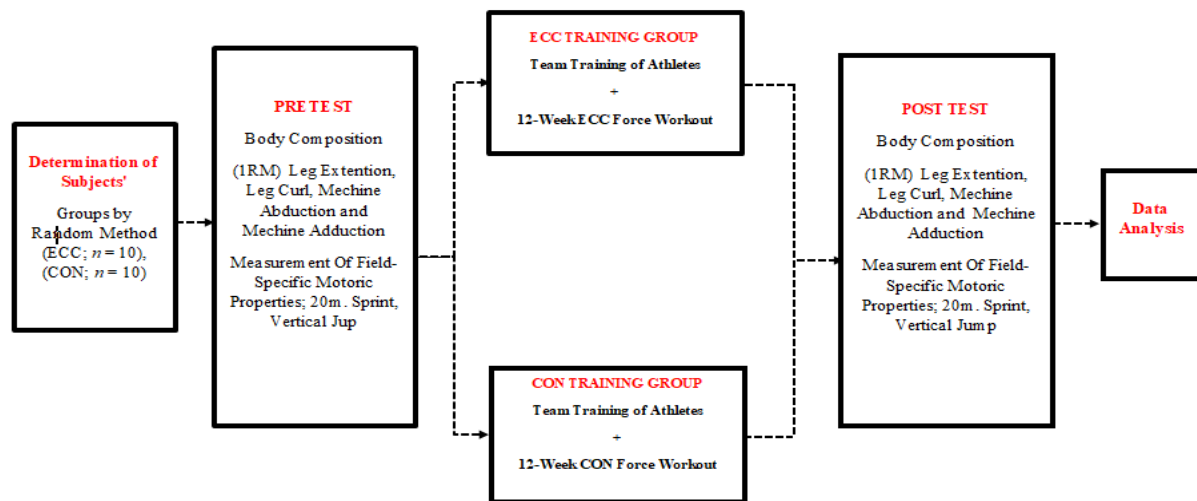 Determination of
Subjects'
Groups by
Random Method
(ECC; n = 10),
(CON; n = 10)
PRETEST
Body Composition
(1RM) Leg Extention,
Leg Curl, Mechine
Abduction and
Mechine Adduction
Measurement Of Field-
Specific Motoric
Properties; 20m. Sprint,
Vertical Jup
ECC TRAINING GROUP
Team Training of Athletes
+
12-Week ECC Force Workout
CON TRAINING GROUP
Team Training of Athletes
+
12-Week CON Force Workout
POST TEST
Body Composition
(1RM) Leg Extention,
Leg Curl, Mechine
Abduction and Mechine
Adduction
Measurement Of Field-
Specific Motoric
Properties; 20m. Sprint,
Vertical Jump
Data
Analysis